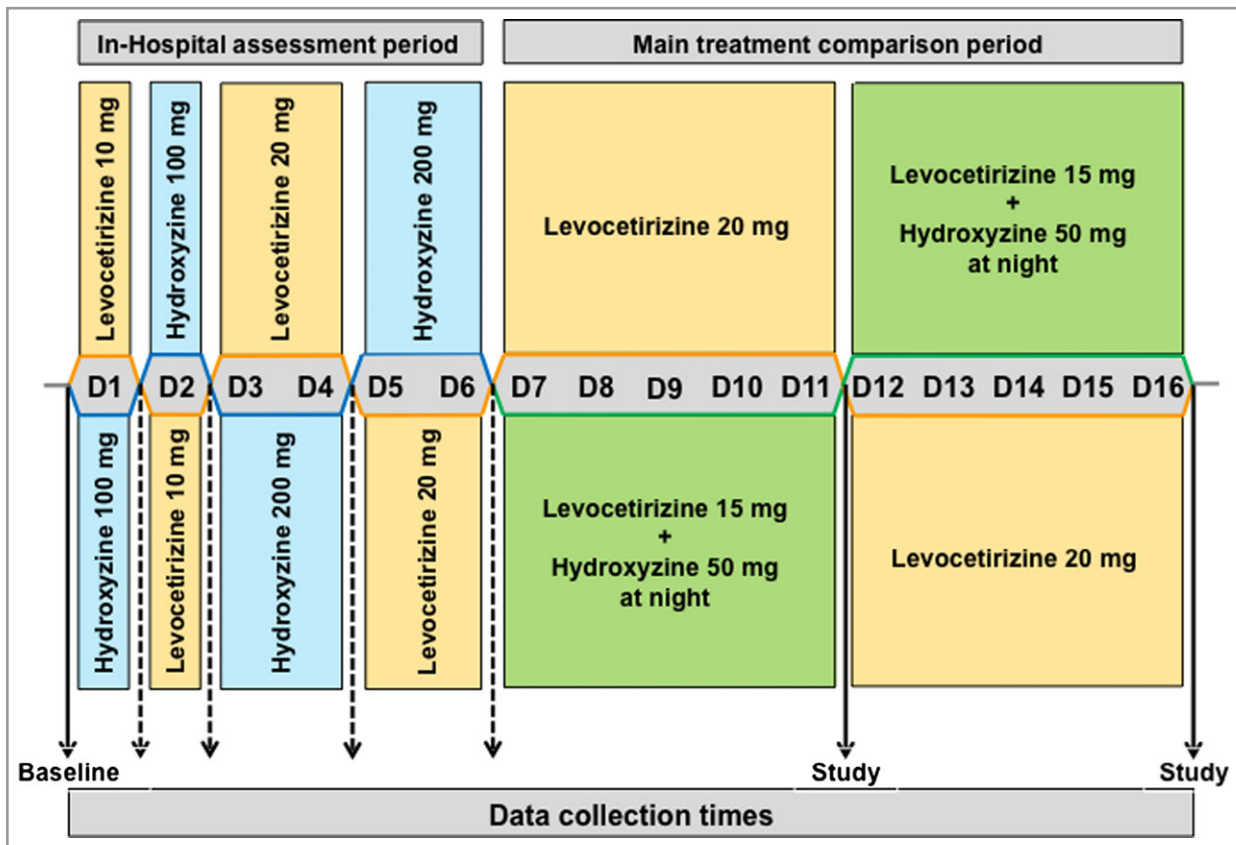 In-Hospital assessment period
Main treatment comparison period
Levocetirizine 10 mg
Hydroxyzine 100 mg
Levocetirizine 20 mg
Hydroxyzine 200 mg
Levocetirizine 20 mg
Levocetirizine 15 mg
+
Hydroxyzine 50 mg
at night
D1 D2 D3 D4 D5 D6 D7 D8 D9 D10 D11 D12 D13 D14 D15 D16
Hydroxyzine 100 mg
Levocetirizine 10 mg
Hydroxyzine 200 mg
Levocetirizine 20 mg
Levocetirizine 15 mg
+
Hydroxyzine 50 mg
at night
Levocetirizine 20 mg
Baseline
Study
Study
Data collection times